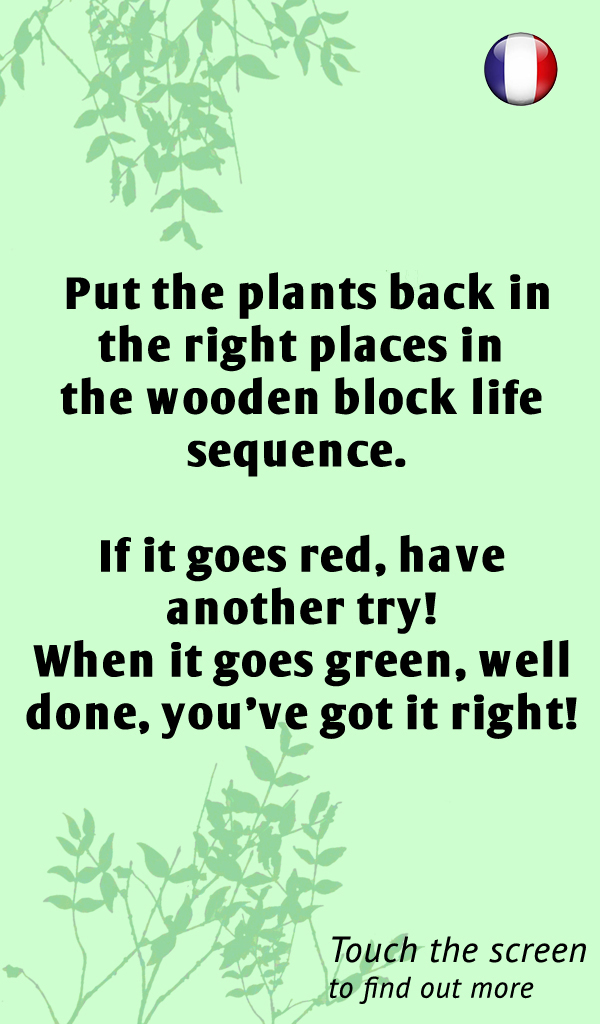 Put the plants back in
the right places in
the wooden block life
sequence.
If it goes red, have
another try!
When it goes green, well
done, you’ve got it right!
Touch the screen
to find out more